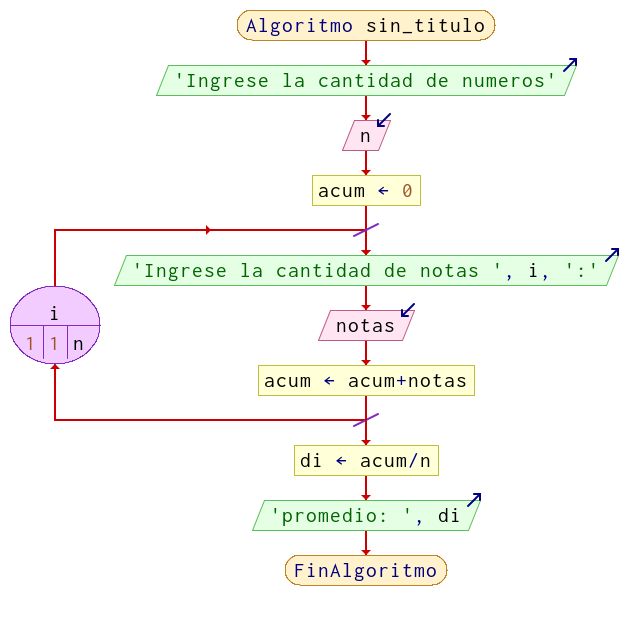 Algoritmo sin_titulo
'Ingrese la cantidad de numeros'
n
acum ← 0
'Ingrese la cantidad de notas ', i, ':'
i
1 1 n
notas
acum ← acum+notas
di ← acum/n
'promedio: ', di
FinAlgoritmo